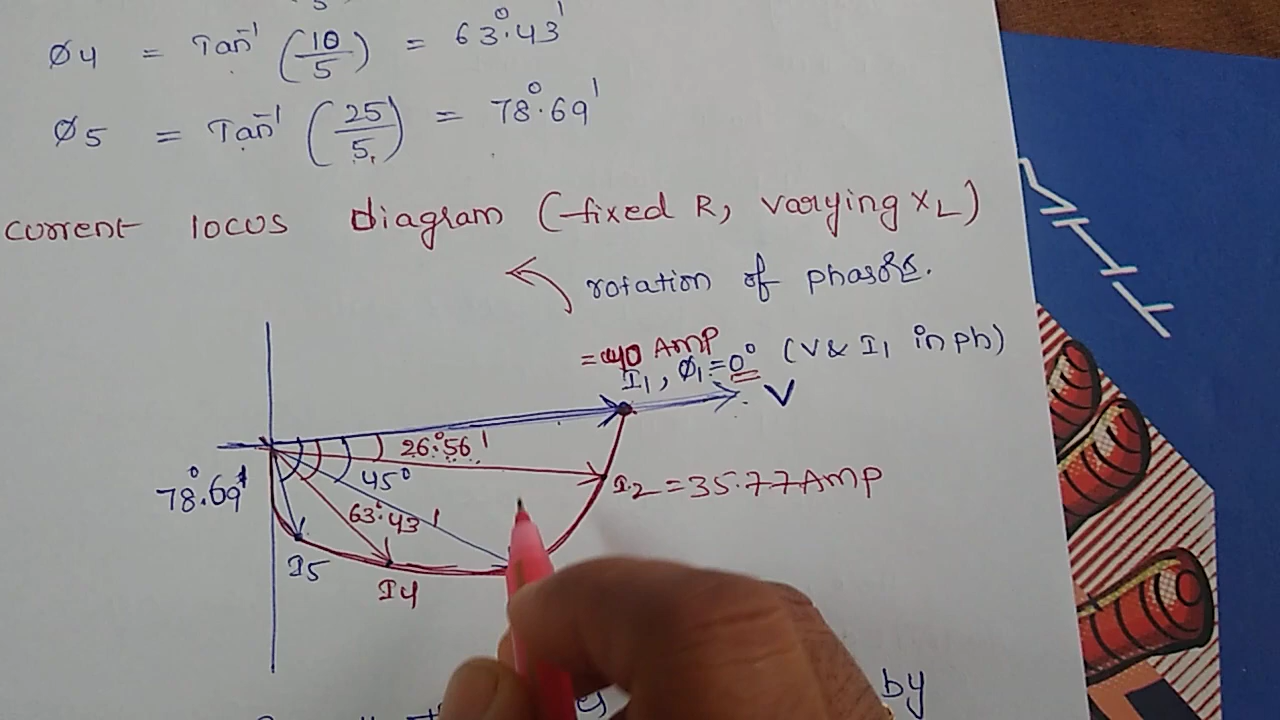 Ø4 = Tan⁻¹ (10/5) = 63°.43'
Ø5 = Tan⁻¹ (25/5) = 78°.69'
current locus diagram (fixed R, varying XL)
rotation of phasors.
= 40 AMP
I1, Ø1=0° (V & I1 in ph)
V
26°.56'
78°.69'
45°
I2 = 35.77 AMP
63°.43'
I5
I4
by